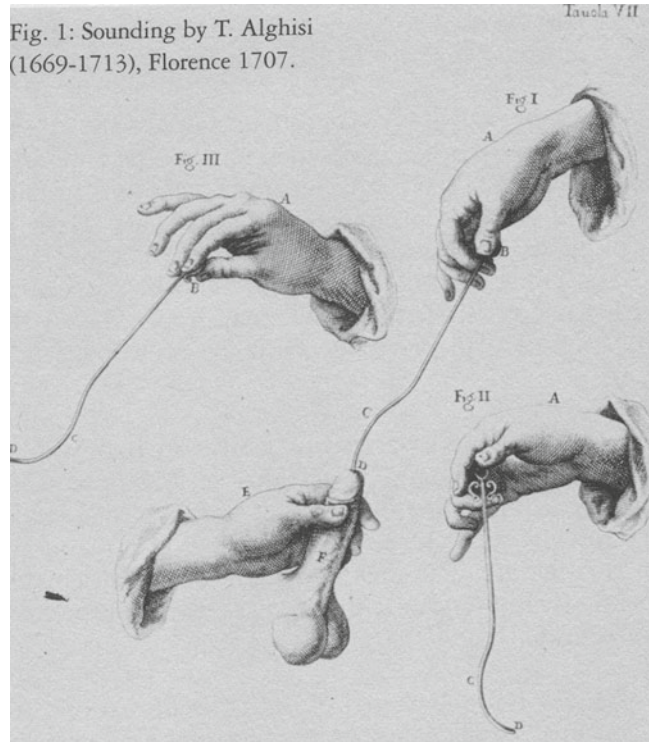 Fig. 1: Sounding by T. Alghisi
(1669-1713), Florence 1707.
Tauola VII
Fig I
A
Fig. III
A
B
B
D
C
C
Fig II
A
D
E
F
C
D